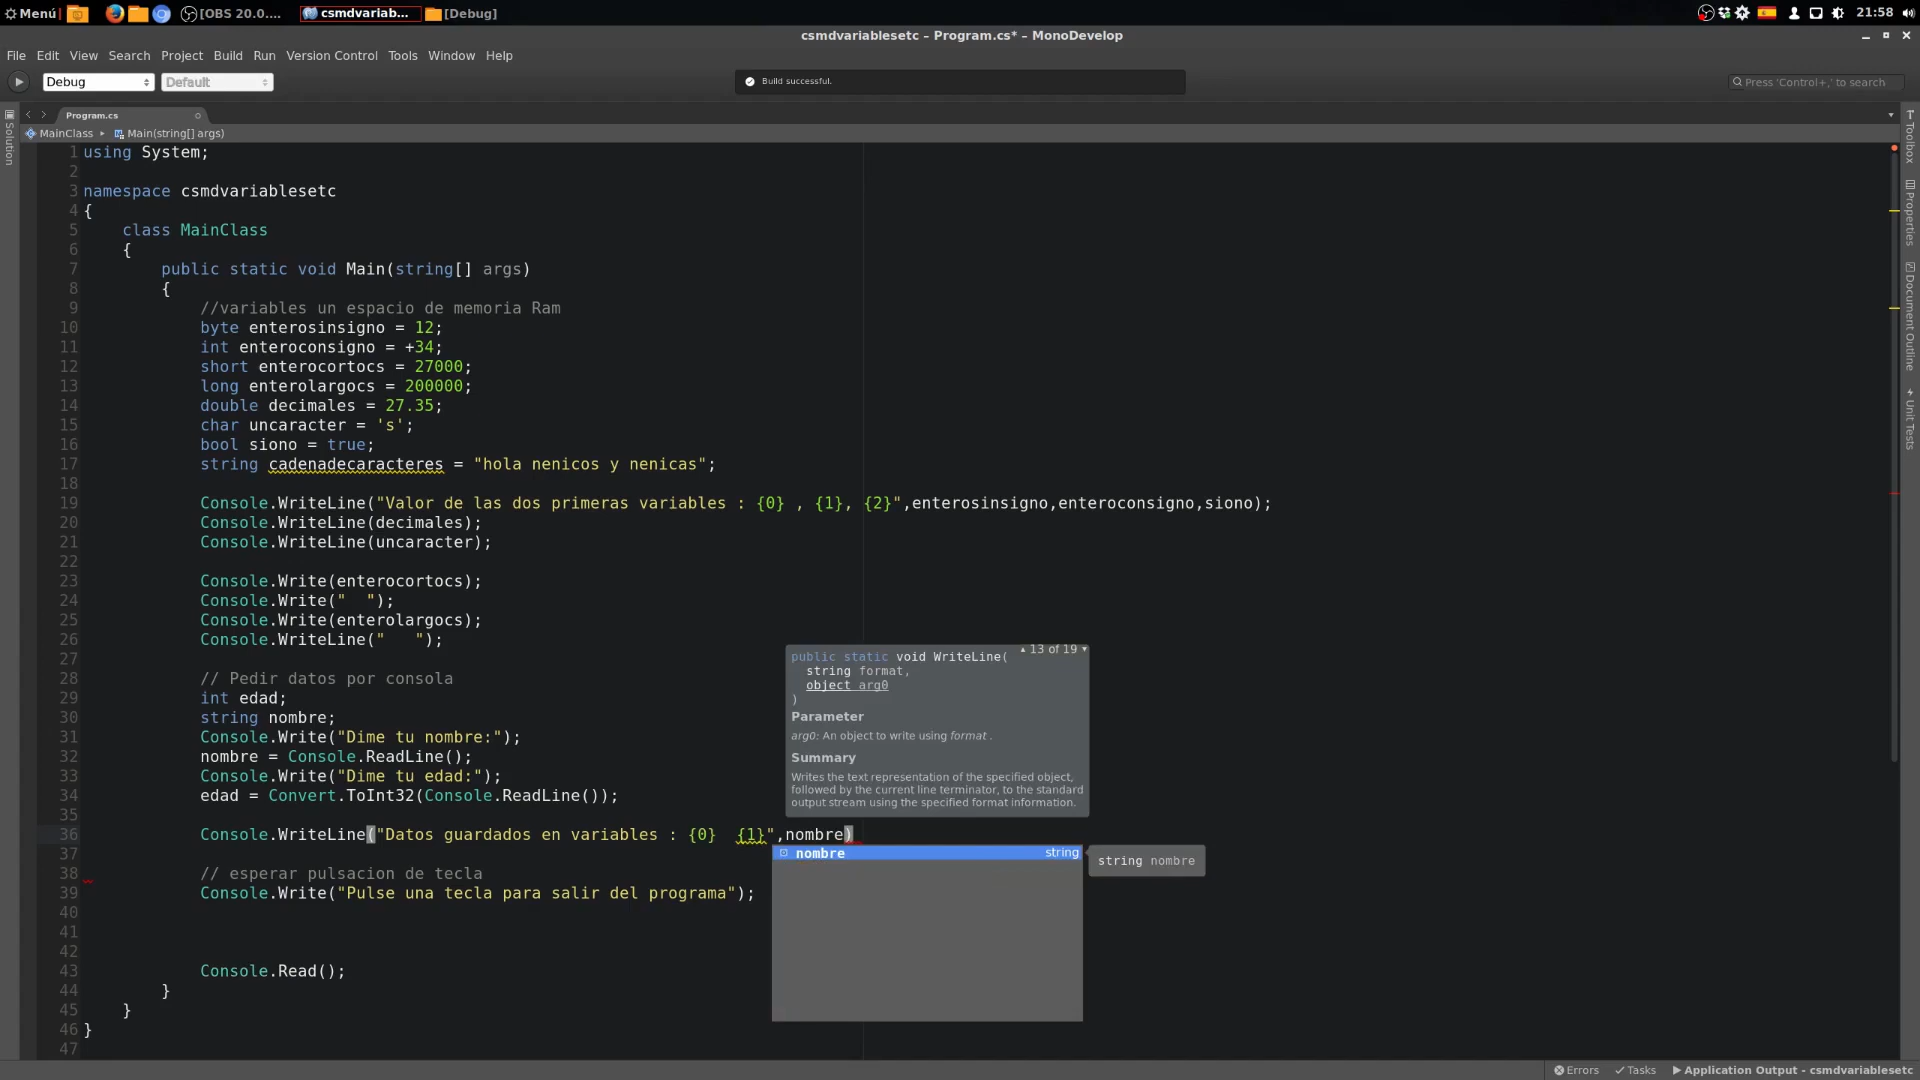 Menú [OBS 20.0.... csmdvariab... [Debug] 21:58
csmdvariablesetc – Program.cs* – MonoDevelop
File Edit View Search Project Build Run Version Control Tools Window Help
Debug Default Build successful. Press 'Control+,' to search
Program.cs
MainClass ▸ Main(string[] args)
1 using System;
2
3 namespace csmdvariablesetc
4 {
5 class MainClass
6 {
7 public static void Main(string[] args)
8 {
9 //variables un espacio de memoria Ram
10 byte enterosinsigno = 12;
11 int enteroconsigno = +34;
12 short enterocortocs = 27000;
13 long enterolargocs = 200000;
14 double decimales = 27.35;
15 char uncaracter = 's';
16 bool siono = true;
17 string cadenadecaracteres = "hola nenicos y nenicas";
18
19 Console.WriteLine("Valor de las dos primeras variables : {0} , {1}, {2}",enterosinsigno,enteroconsigno,siono);
20 Console.WriteLine(decimales);
21 Console.WriteLine(uncaracter);
22
23 Console.Write(enterocortocs);
24 Console.Write("  ");
25 Console.Write(enterolargocs);
26 Console.WriteLine("   ");
27
28 // Pedir datos por consola
29 int edad;
30 string nombre;
31 Console.Write("Dime tu nombre:");
32 nombre = Console.ReadLine();
33 Console.Write("Dime tu edad:");
34 edad = Convert.ToInt32(Console.ReadLine());
35
36 Console.WriteLine("Datos guardados en variables : {0}  {1}",nombre)
37
38 // esperar pulsacion de tecla
39 Console.Write("Pulse una tecla para salir del programa");
40
41
42
43 Console.Read();
44 }
45 }
46 }
47
public static void WriteLine( ▴ 13 of 19 ▾
string format,
object arg0
)
Parameter
arg0: An object to write using format .
Summary
Writes the text representation of the specified object,
followed by the current line terminator, to the standard
output stream using the specified format information.
nombre string
string nombre
Solution
Toolbox
Properties
Document Outline
Unit Tests
Errors Tasks Application Output - csmdvariablesetc